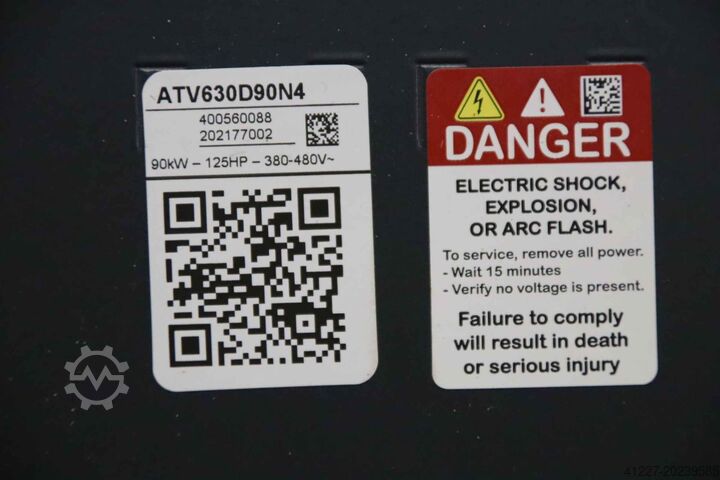 ATV630D90N4
400560088
202177002
90kW – 125HP – 380-480V~
DANGER
ELECTRIC SHOCK,
EXPLOSION,
OR ARC FLASH.
To service, remove all power.
- Wait 15 minutes
- Verify no voltage is present.
Failure to comply
will result in death
or serious injury